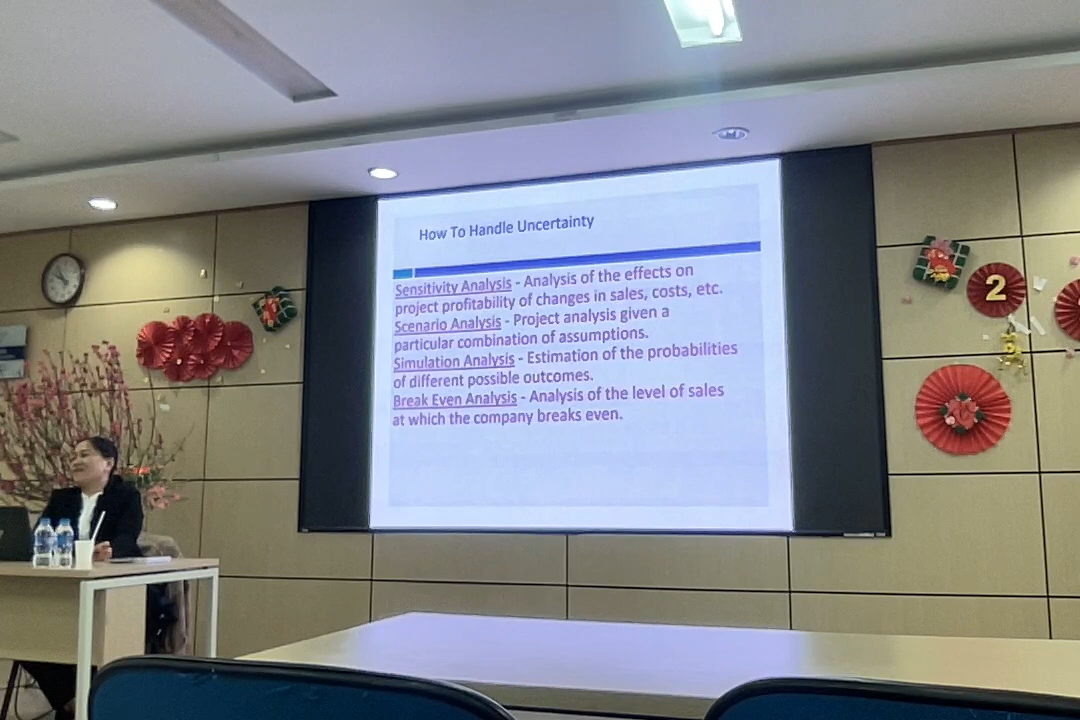 How To Handle Uncertainty
Sensitivity Analysis - Analysis of the effects on
project profitability of changes in sales, costs, etc.
Scenario Analysis - Project analysis given a
particular combination of assumptions.
Simulation Analysis - Estimation of the probabilities
of different possible outcomes.
Break Even Analysis - Analysis of the level of sales
at which the company breaks even.
2